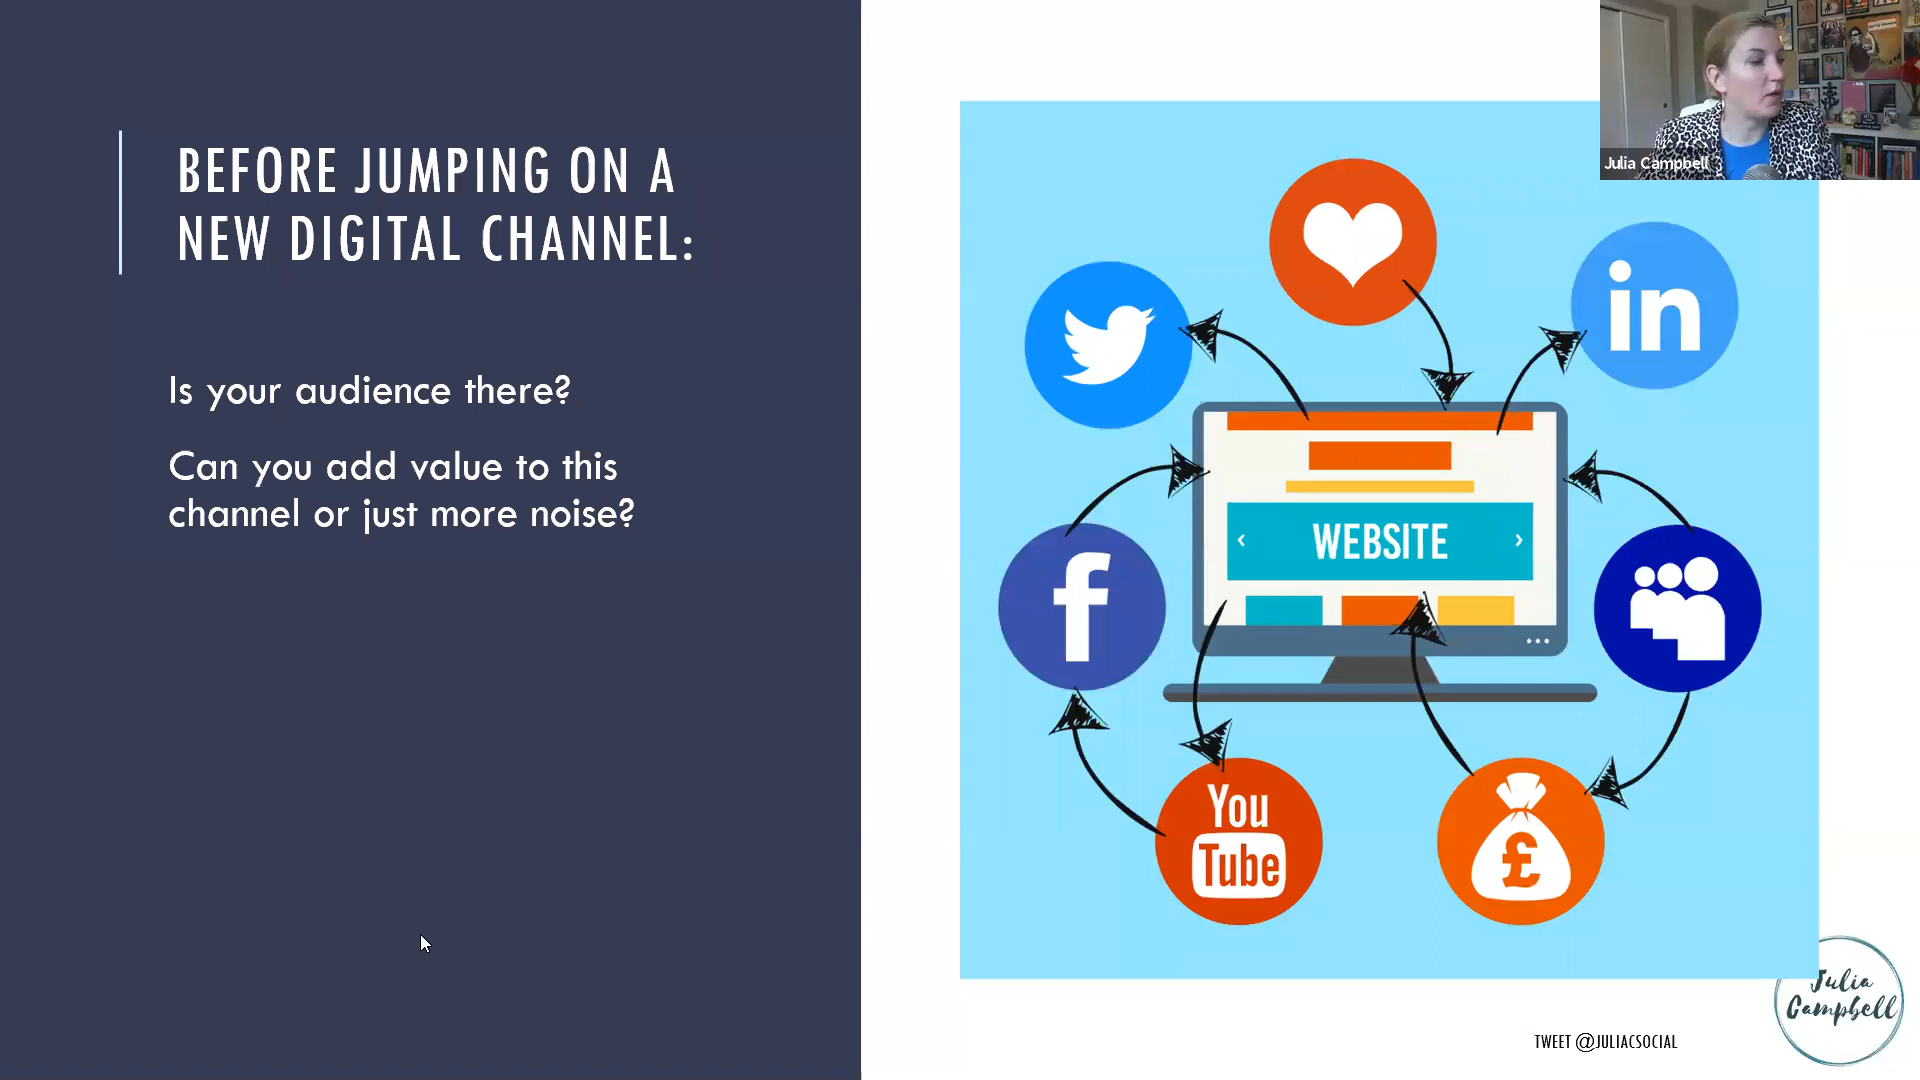 BEFORE JUMPING ON A
NEW DIGITAL CHANNEL:
Is your audience there?
Can you add value to this
channel or just more noise?
Julia Campbell
in
WEBSITE
f
You
Tube
£
Julia
Campbell
TWEET @JULIACSOCIAL